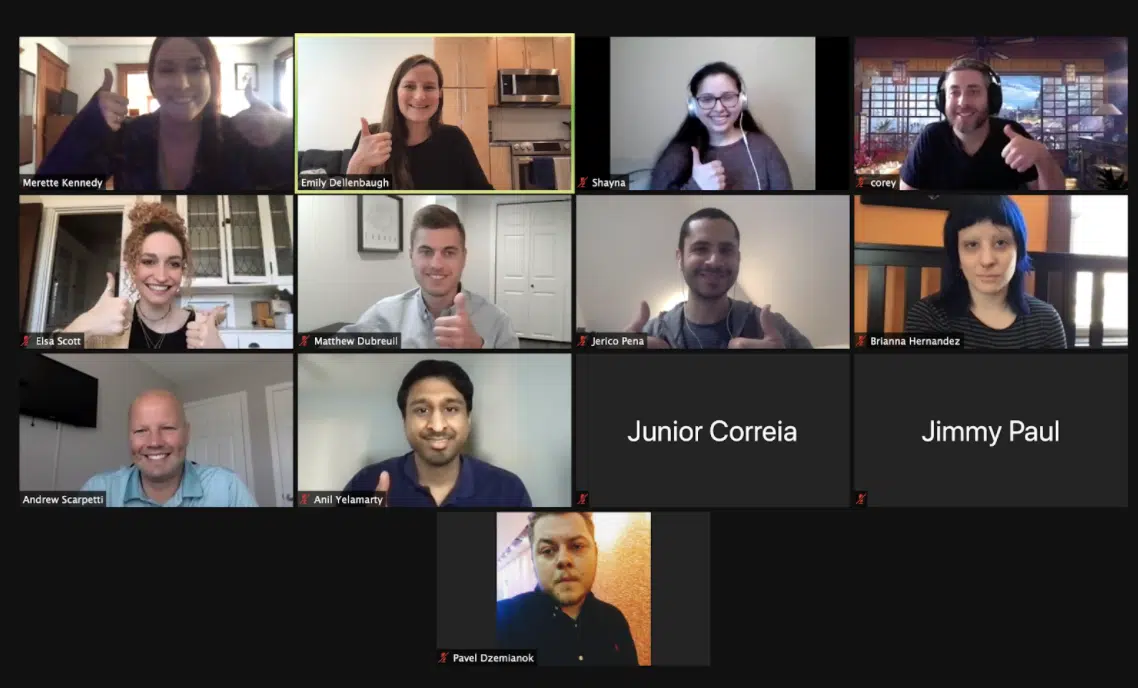 Merette Kennedy
Emily Dellenbaugh
Shayna
corey
Elsa Scott
Matthew Dubreuil
Jerico Pena
Brianna Hernandez
Andrew Scarpetti
Anil Yelamarty
Junior Correia
Jimmy Paul
Pavel Dzemianok